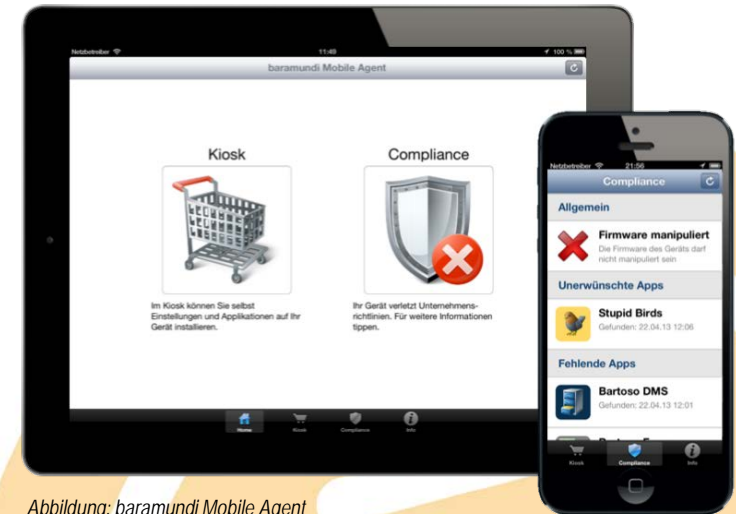 Netzbetreiber 11:49 100 %
baramundi Mobile Agent
Kiosk
Im Kiosk können Sie selbst
Einstellungen und Applikationen auf Ihr
Gerät installieren.
Compliance
Ihr Gerät verletzt Unternehmens-
richtlinien. Für weitere Informationen
tippen.
Home Kiosk Compliance Info
Netzbetreiber 21:56
Compliance
Allgemein
Firmware manipuliert
Die Firmware des Geräts darf
nicht manipuliert sein
Unerwünschte Apps
Stupid Birds
Gefunden: 22.04.13 12:06
Fehlende Apps
Bartoso DMS
Gefunden: 22.04.13 12:01
Kiosk Compliance Info
Abbildung: baramundi Mobile Agent